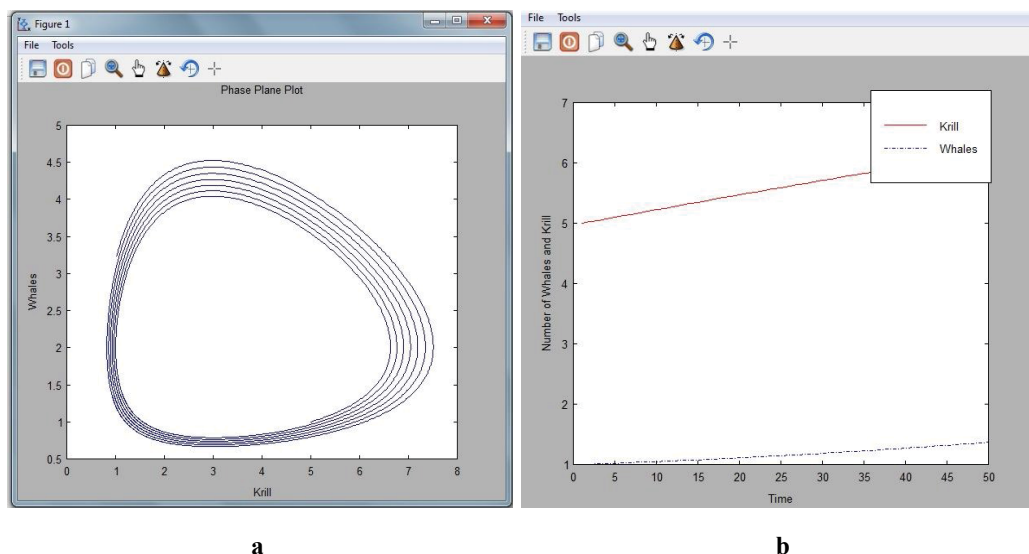 Figure 1
File Tools
Phase Plane Plot
5
4.5
4
3.5
3
2.5
2
1.5
1
0.5
Whales
0 1 2 3 4 5 6 7 8
Krill
a
File Tools
7
6
5
4
3
2
1
Number of Whales and Krill
Krill
Whales
0 5 10 15 20 25 30 35 40 45 50
Time
b